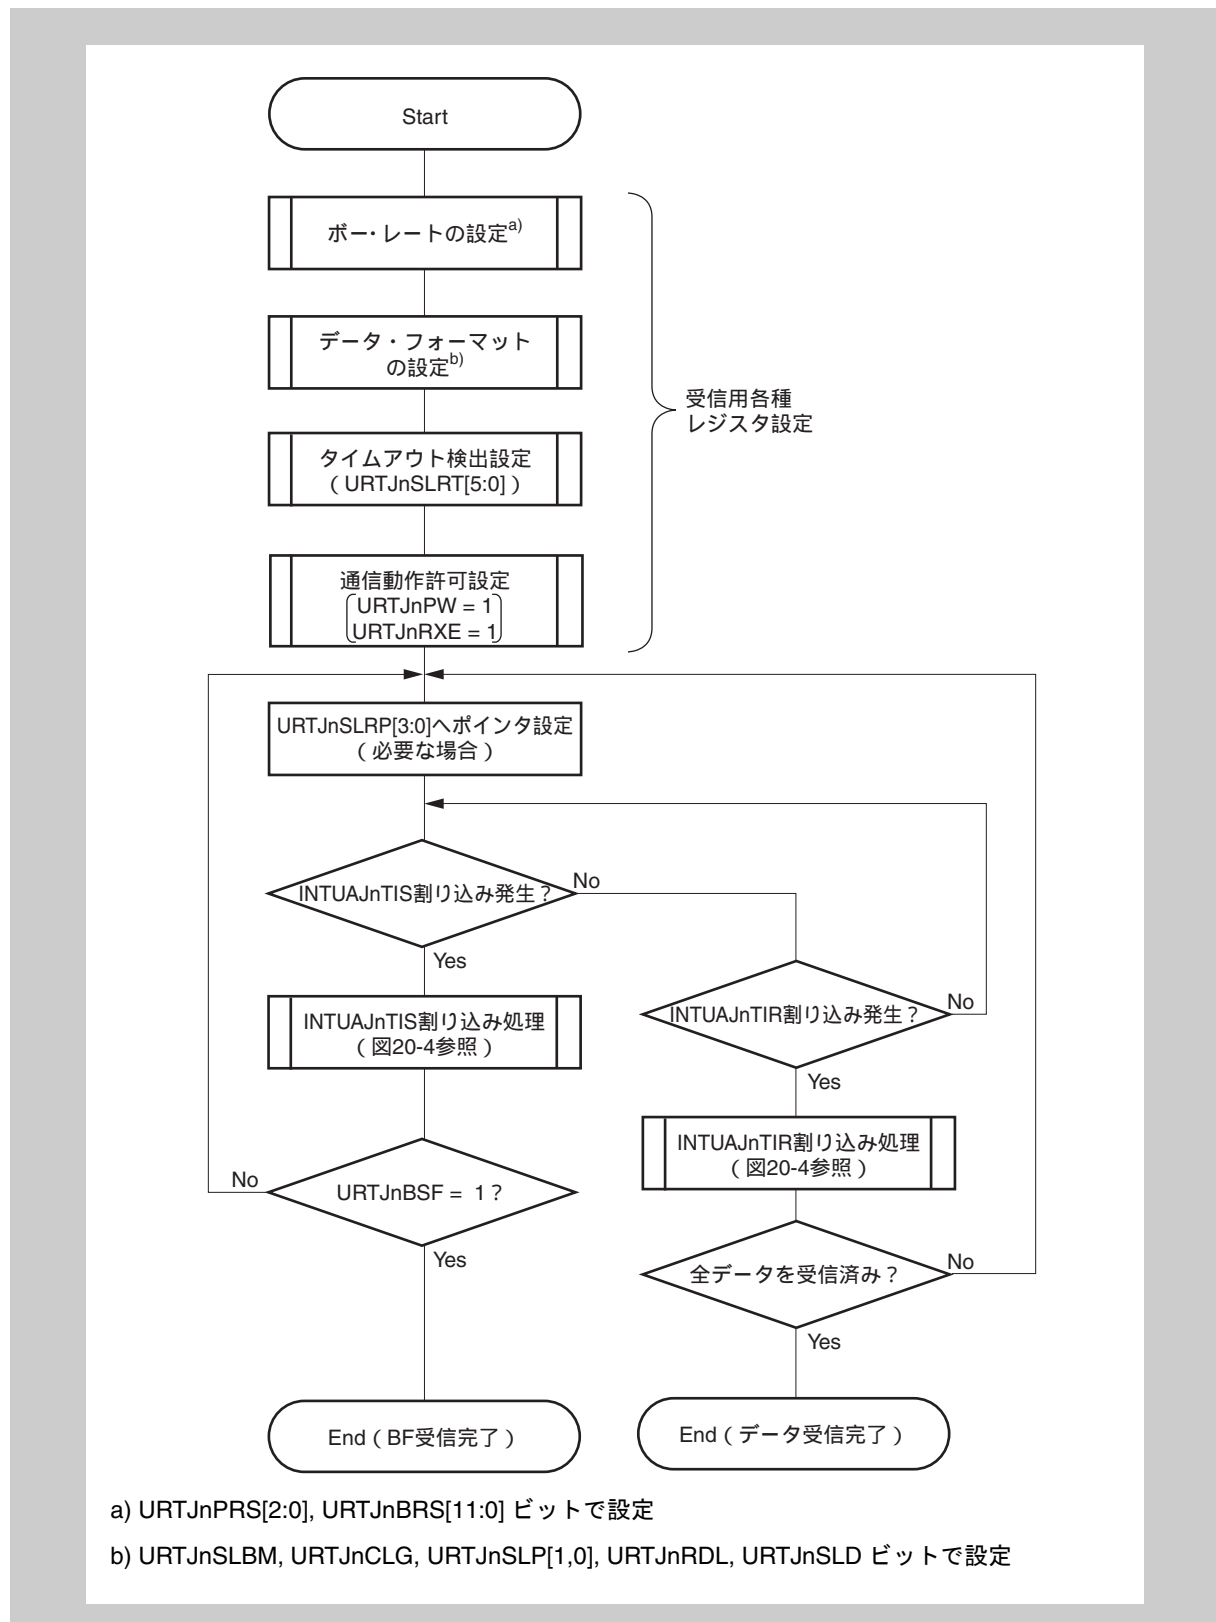 Start
ボー・レートの設定a)
データ・フォーマット
の設定b)
タイムアウト検出設定
( URTJnSLRT[5:0] )
通信動作許可設定
URTJnPW = 1
URTJnRXE = 1
受信用各種
レジスタ設定
URTJnSLRP[3:0]へポインタ設定
( 必要な場合 )
INTUAJnTIS割り込み発生 ?
No
Yes
INTUAJnTIS割り込み処理
( 図20-4参照 )
INTUAJnTIR割り込み発生 ?
No
Yes
INTUAJnTIR割り込み処理
( 図20-4参照 )
URTJnBSF = 1 ?
No
Yes
全データを受信済み ?
No
Yes
End ( BF受信完了 )
End ( データ受信完了 )
a) URTJnPRS[2:0], URTJnBRS[11:0] ビットで設定
b) URTJnSLBM, URTJnCLG, URTJnSLP[1,0], URTJnRDL, URTJnSLD ビットで設定